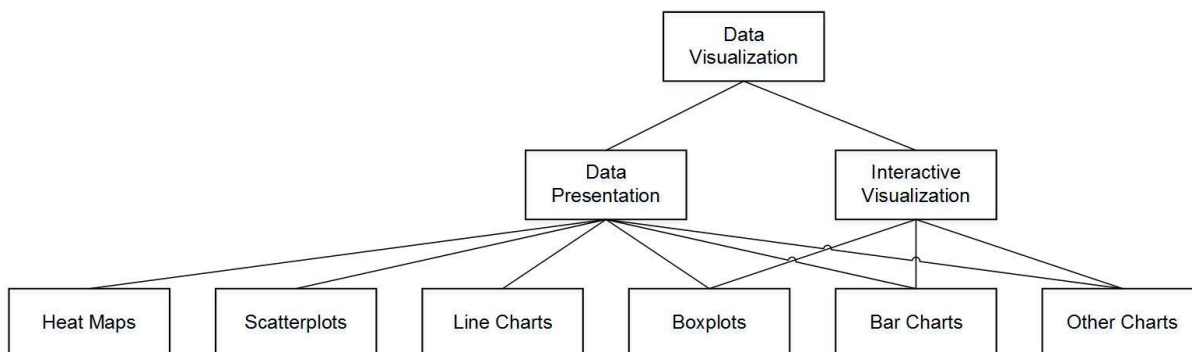 Data
Visualization
Data
Presentation
Interactive
Visualization
Heat Maps
Scatterplots
Line Charts
Boxplots
Bar Charts
Other Charts